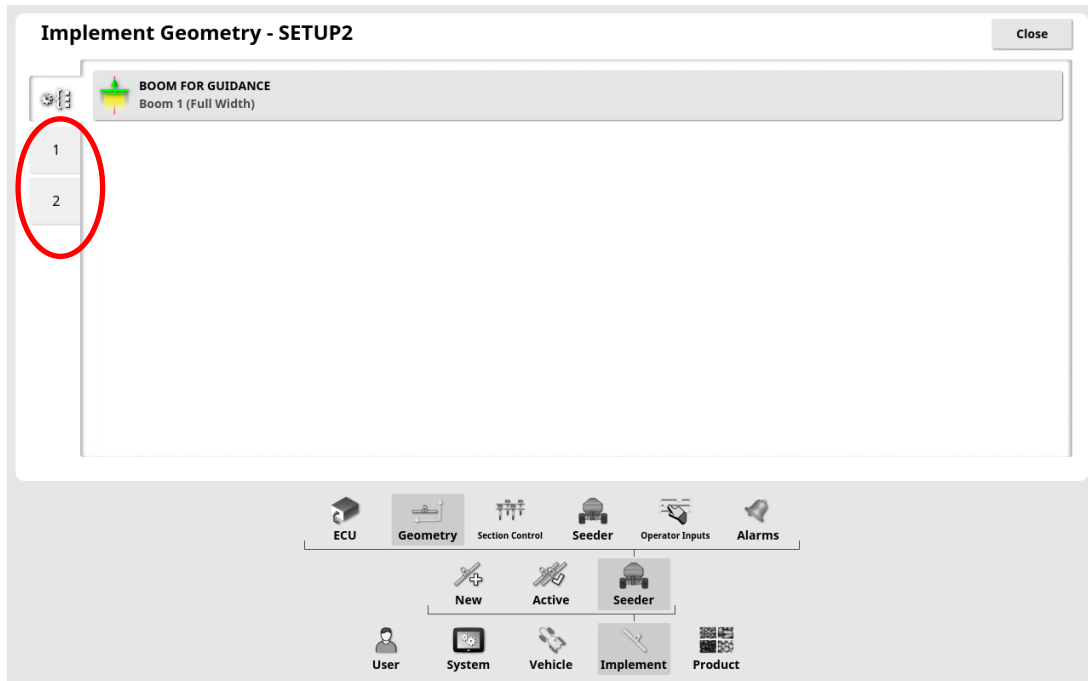 Implement Geometry - SETUP2
Close
BOOM FOR GUIDANCE
Boom 1 (Full Width)
1
2
ECU
Geometry
Section Control
Seeder
Operator Inputs
Alarms
New
Active
Seeder
User
System
Vehicle
Implement
Product